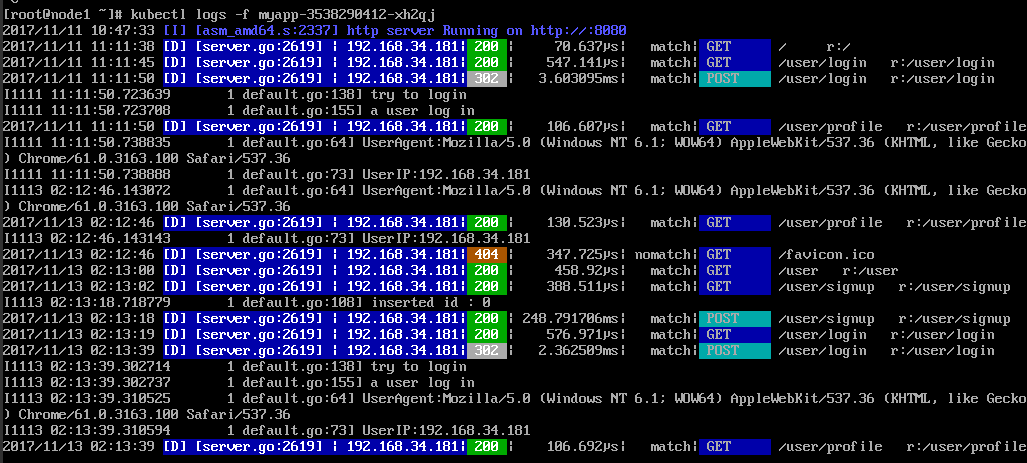 [root@node1 ~]# kubectl logs -f myapp-3538290412-xh2qj
2017/11/11 10:47:33 [I] [asm_amd64.s:2337] http server Running on http://:8080
2017/11/11 11:11:38 [D] [server.go:2619] | 192.168.34.181| 200 | 70.637µs| match| GET / r:/
2017/11/11 11:11:45 [D] [server.go:2619] | 192.168.34.181| 200 | 547.141µs| match| GET /user/login r:/user/login
2017/11/11 11:11:50 [D] [server.go:2619] | 192.168.34.181| 302 | 3.603095ms| match| POST /user/login r:/user/login
I1111 11:11:50.723639 1 default.go:138] try to login
I1111 11:11:50.723708 1 default.go:155] a user log in
2017/11/11 11:11:50 [D] [server.go:2619] | 192.168.34.181| 200 | 106.607µs| match| GET /user/profile r:/user/profile
I1111 11:11:50.738835 1 default.go:64] UserAgent:Mozilla/5.0 (Windows NT 6.1; WOW64) AppleWebKit/537.36 (KHTML, like Gecko
) Chrome/61.0.3163.100 Safari/537.36
I1111 11:11:50.738888 1 default.go:73] UserIP:192.168.34.181
I1113 02:12:46.143072 1 default.go:64] UserAgent:Mozilla/5.0 (Windows NT 6.1; WOW64) AppleWebKit/537.36 (KHTML, like Gecko
) Chrome/61.0.3163.100 Safari/537.36
2017/11/13 02:12:46 [D] [server.go:2619] | 192.168.34.181| 200 | 130.523µs| match| GET /user/profile r:/user/profile
I1113 02:12:46.143143 1 default.go:73] UserIP:192.168.34.181
2017/11/13 02:12:46 [D] [server.go:2619] | 192.168.34.181| 404 | 347.725µs| nomatch| GET /favicon.ico
2017/11/13 02:13:00 [D] [server.go:2619] | 192.168.34.181| 200 | 458.92µs| match| GET /user r:/user
2017/11/13 02:13:02 [D] [server.go:2619] | 192.168.34.181| 200 | 388.511µs| match| GET /user/signup r:/user/signup
I1113 02:13:18.718779 1 default.go:108] inserted id : 0
2017/11/13 02:13:18 [D] [server.go:2619] | 192.168.34.181| 200 | 248.791706ms| match| POST /user/signup r:/user/signup
2017/11/13 02:13:19 [D] [server.go:2619] | 192.168.34.181| 200 | 576.971µs| match| GET /user/login r:/user/login
2017/11/13 02:13:39 [D] [server.go:2619] | 192.168.34.181| 302 | 2.362509ms| match| POST /user/login r:/user/login
I1113 02:13:39.302714 1 default.go:138] try to login
I1113 02:13:39.302737 1 default.go:155] a user log in
I1113 02:13:39.310525 1 default.go:64] UserAgent:Mozilla/5.0 (Windows NT 6.1; WOW64) AppleWebKit/537.36 (KHTML, like Gecko
) Chrome/61.0.3163.100 Safari/537.36
I1113 02:13:39.310594 1 default.go:73] UserIP:192.168.34.181
2017/11/13 02:13:39 [D] [server.go:2619] | 192.168.34.181| 200 | 106.692µs| match| GET /user/profile r:/user/profile